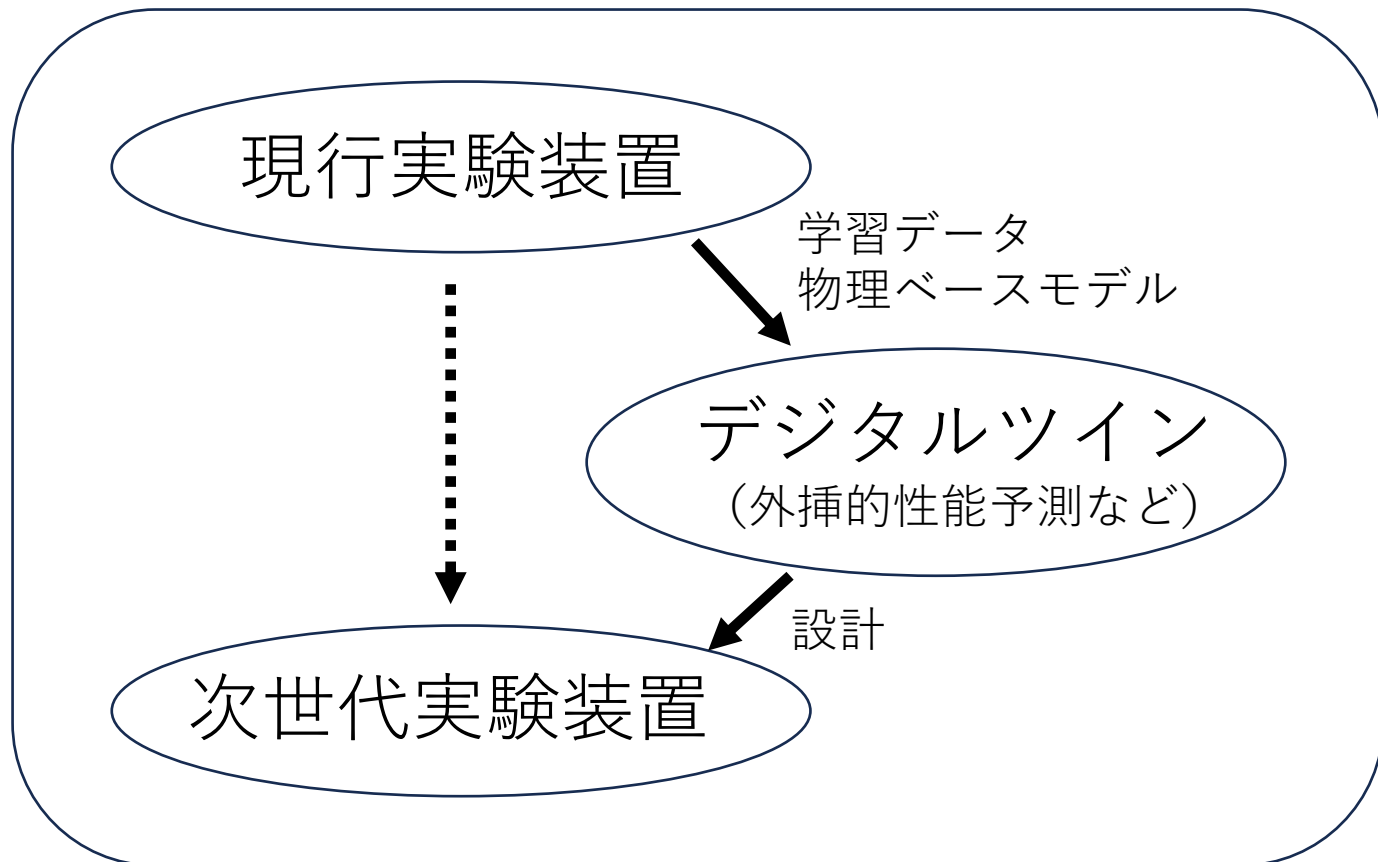 現行実験装置
学習データ
物理ベースモデル
デジタルツイン
（外挿的性能予測など）
設計
次世代実験装置